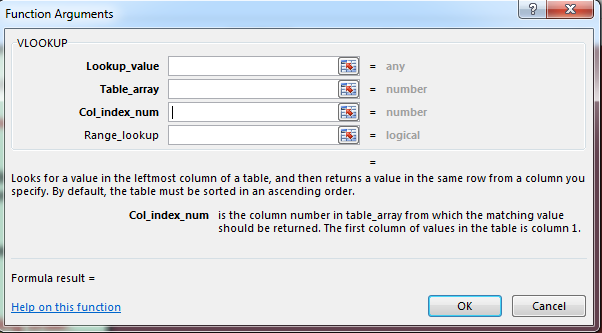 Function Arguments
?
VLOOKUP
Lookup_value = any
Table_array = number
Col_index_num = number
Range_lookup = logical
=
Looks for a value in the leftmost column of a table, and then returns a value in the same row from a column you
specify. By default, the table must be sorted in an ascending order.
Col_index_num is the column number in table_array from which the matching value
should be returned. The first column of values in the table is column 1.
Formula result =
Help on this function
OK Cancel